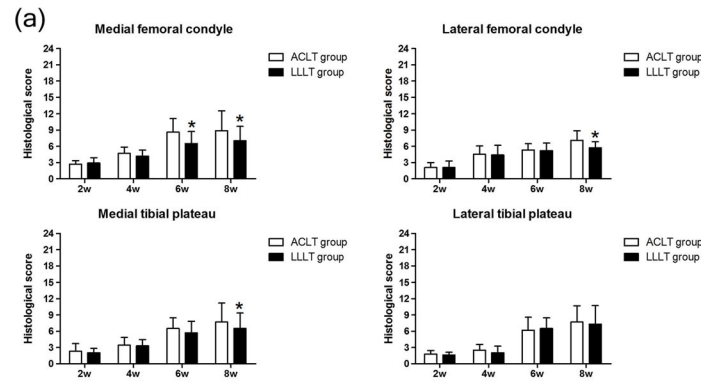 (a)
Medial femoral condyle
24
21
18
15
12
9
6
3
0
Histological score
2w 4w 6w 8w
* *
ACLT group
LLLT group
Lateral femoral condyle
24
21
18
15
12
9
6
3
0
Histological score
2w 4w 6w 8w
*
ACLT group
LLLT group
Medial tibial plateau
24
21
18
15
12
9
6
3
0
Histological score
2w 4w 6w 8w
*
ACLT group
LLLT group
Lateral tibial plateau
24
21
18
15
12
9
6
3
0
Histological score
2w 4w 6w 8w
ACLT group
LLLT group